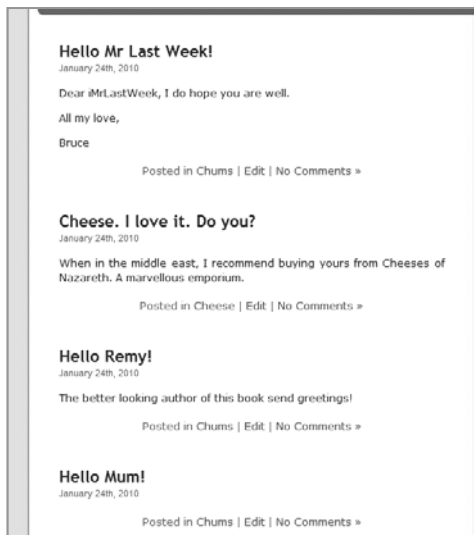 Hello Mr Last Week!
January 24th, 2010
Dear iMrLastWeek, I do hope you are well.
All my love,
Bruce
Posted in Chums | Edit | No Comments »
Cheese. I love it. Do you?
January 24th, 2010
When in the middle east, I recommend buying yours from Cheeses of
Nazareth. A marvellous emporium.
Posted in Cheese | Edit | No Comments »
Hello Remy!
January 24th, 2010
The better looking author of this book send greetings!
Posted in Chums | Edit | No Comments »
Hello Mum!
January 24th, 2010
Posted in Chums | Edit | No Comments »